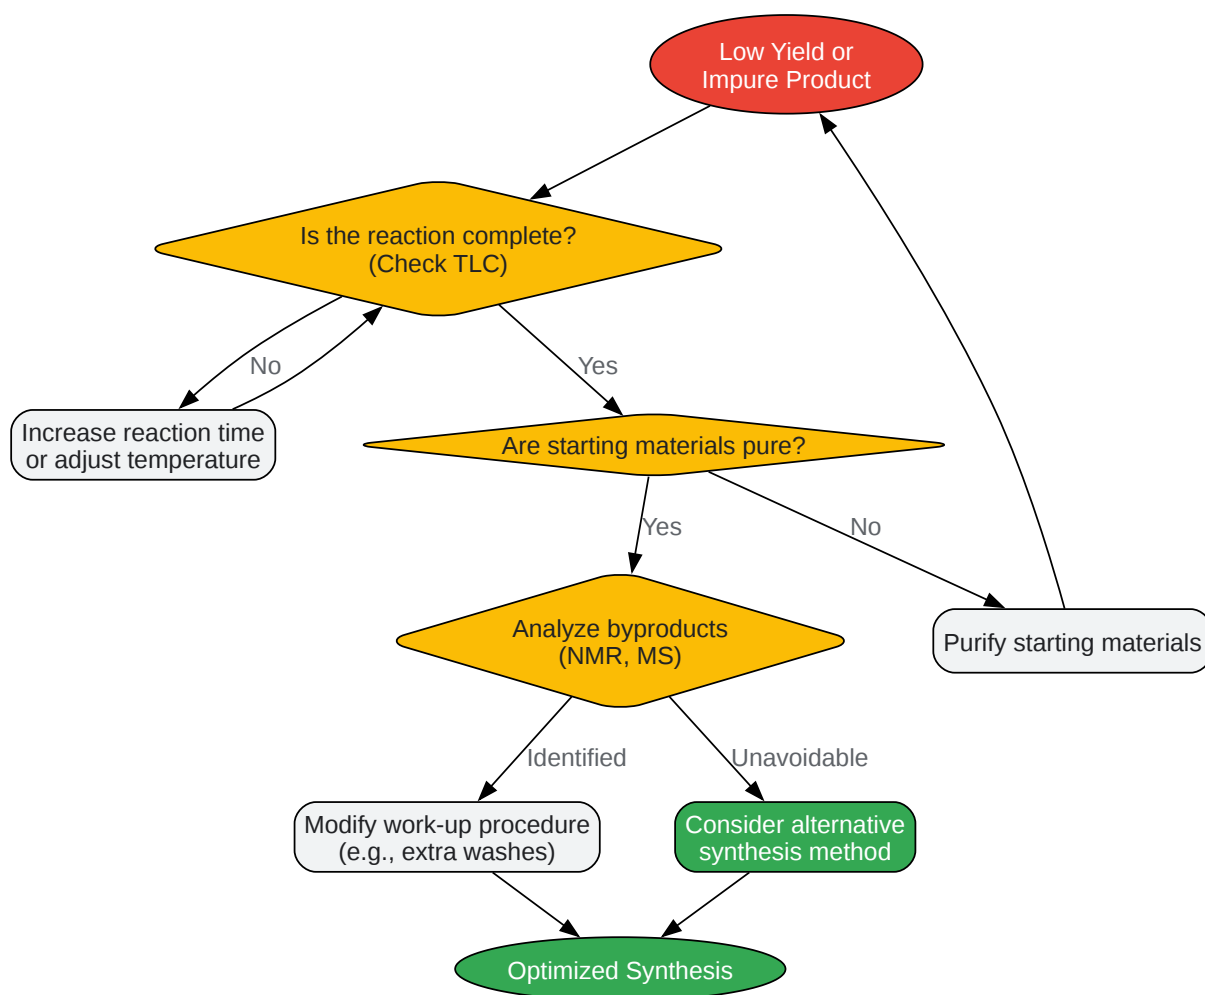 Low Yield or
Impure Product
Is the reaction complete?
(Check TLC)
No
Yes
Increase reaction time
or adjust temperature
Are starting materials pure?
Yes
No
Analyze byproducts
(NMR, MS)
Purify starting materials
Identified
Unavoidable
Modify work-up procedure
(e.g., extra washes)
Consider alternative
synthesis method
Optimized Synthesis